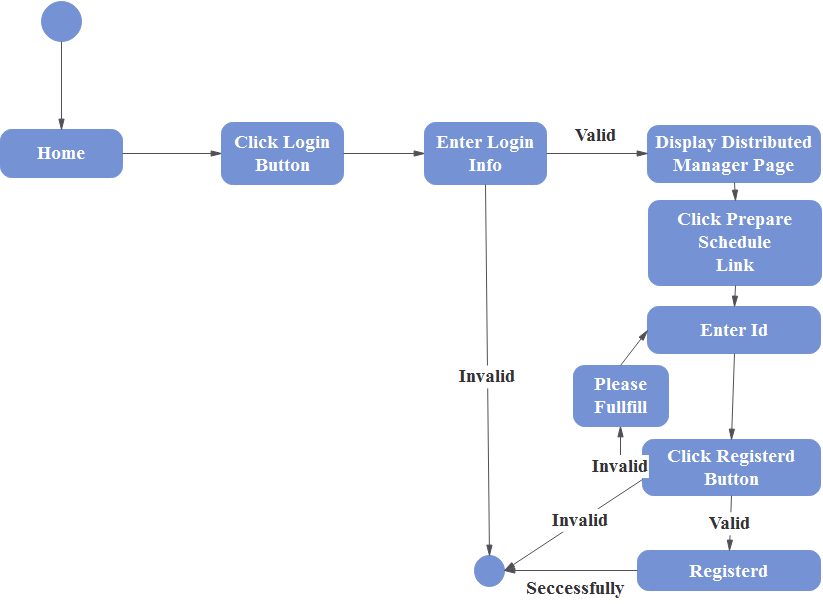 Home
Click Login
Button
Enter Login
Info
Valid
Display Distributed
Manager Page
Click Prepare
Schedule
Link
Enter Id
Invalid
Please
Fullfill
Invalid
Click Registerd
Button
Invalid
Valid
Registerd
Seccessfully